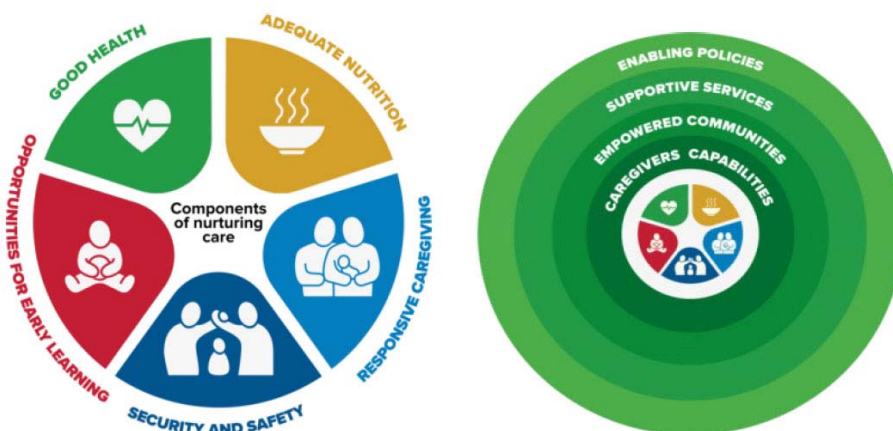 GOOD HEALTH
ADEQUATE NUTRITION
OPPORTUNITIES FOR EARLY LEARNING
Components
of nurturing
care
RESPONSIVE CAREGIVING
SECURITY AND SAFETY
ENABLING POLICIES
SUPPORTIVE SERVICES
EMPOWERED COMMUNITIES
CAREGIVERS CAPABILITIES